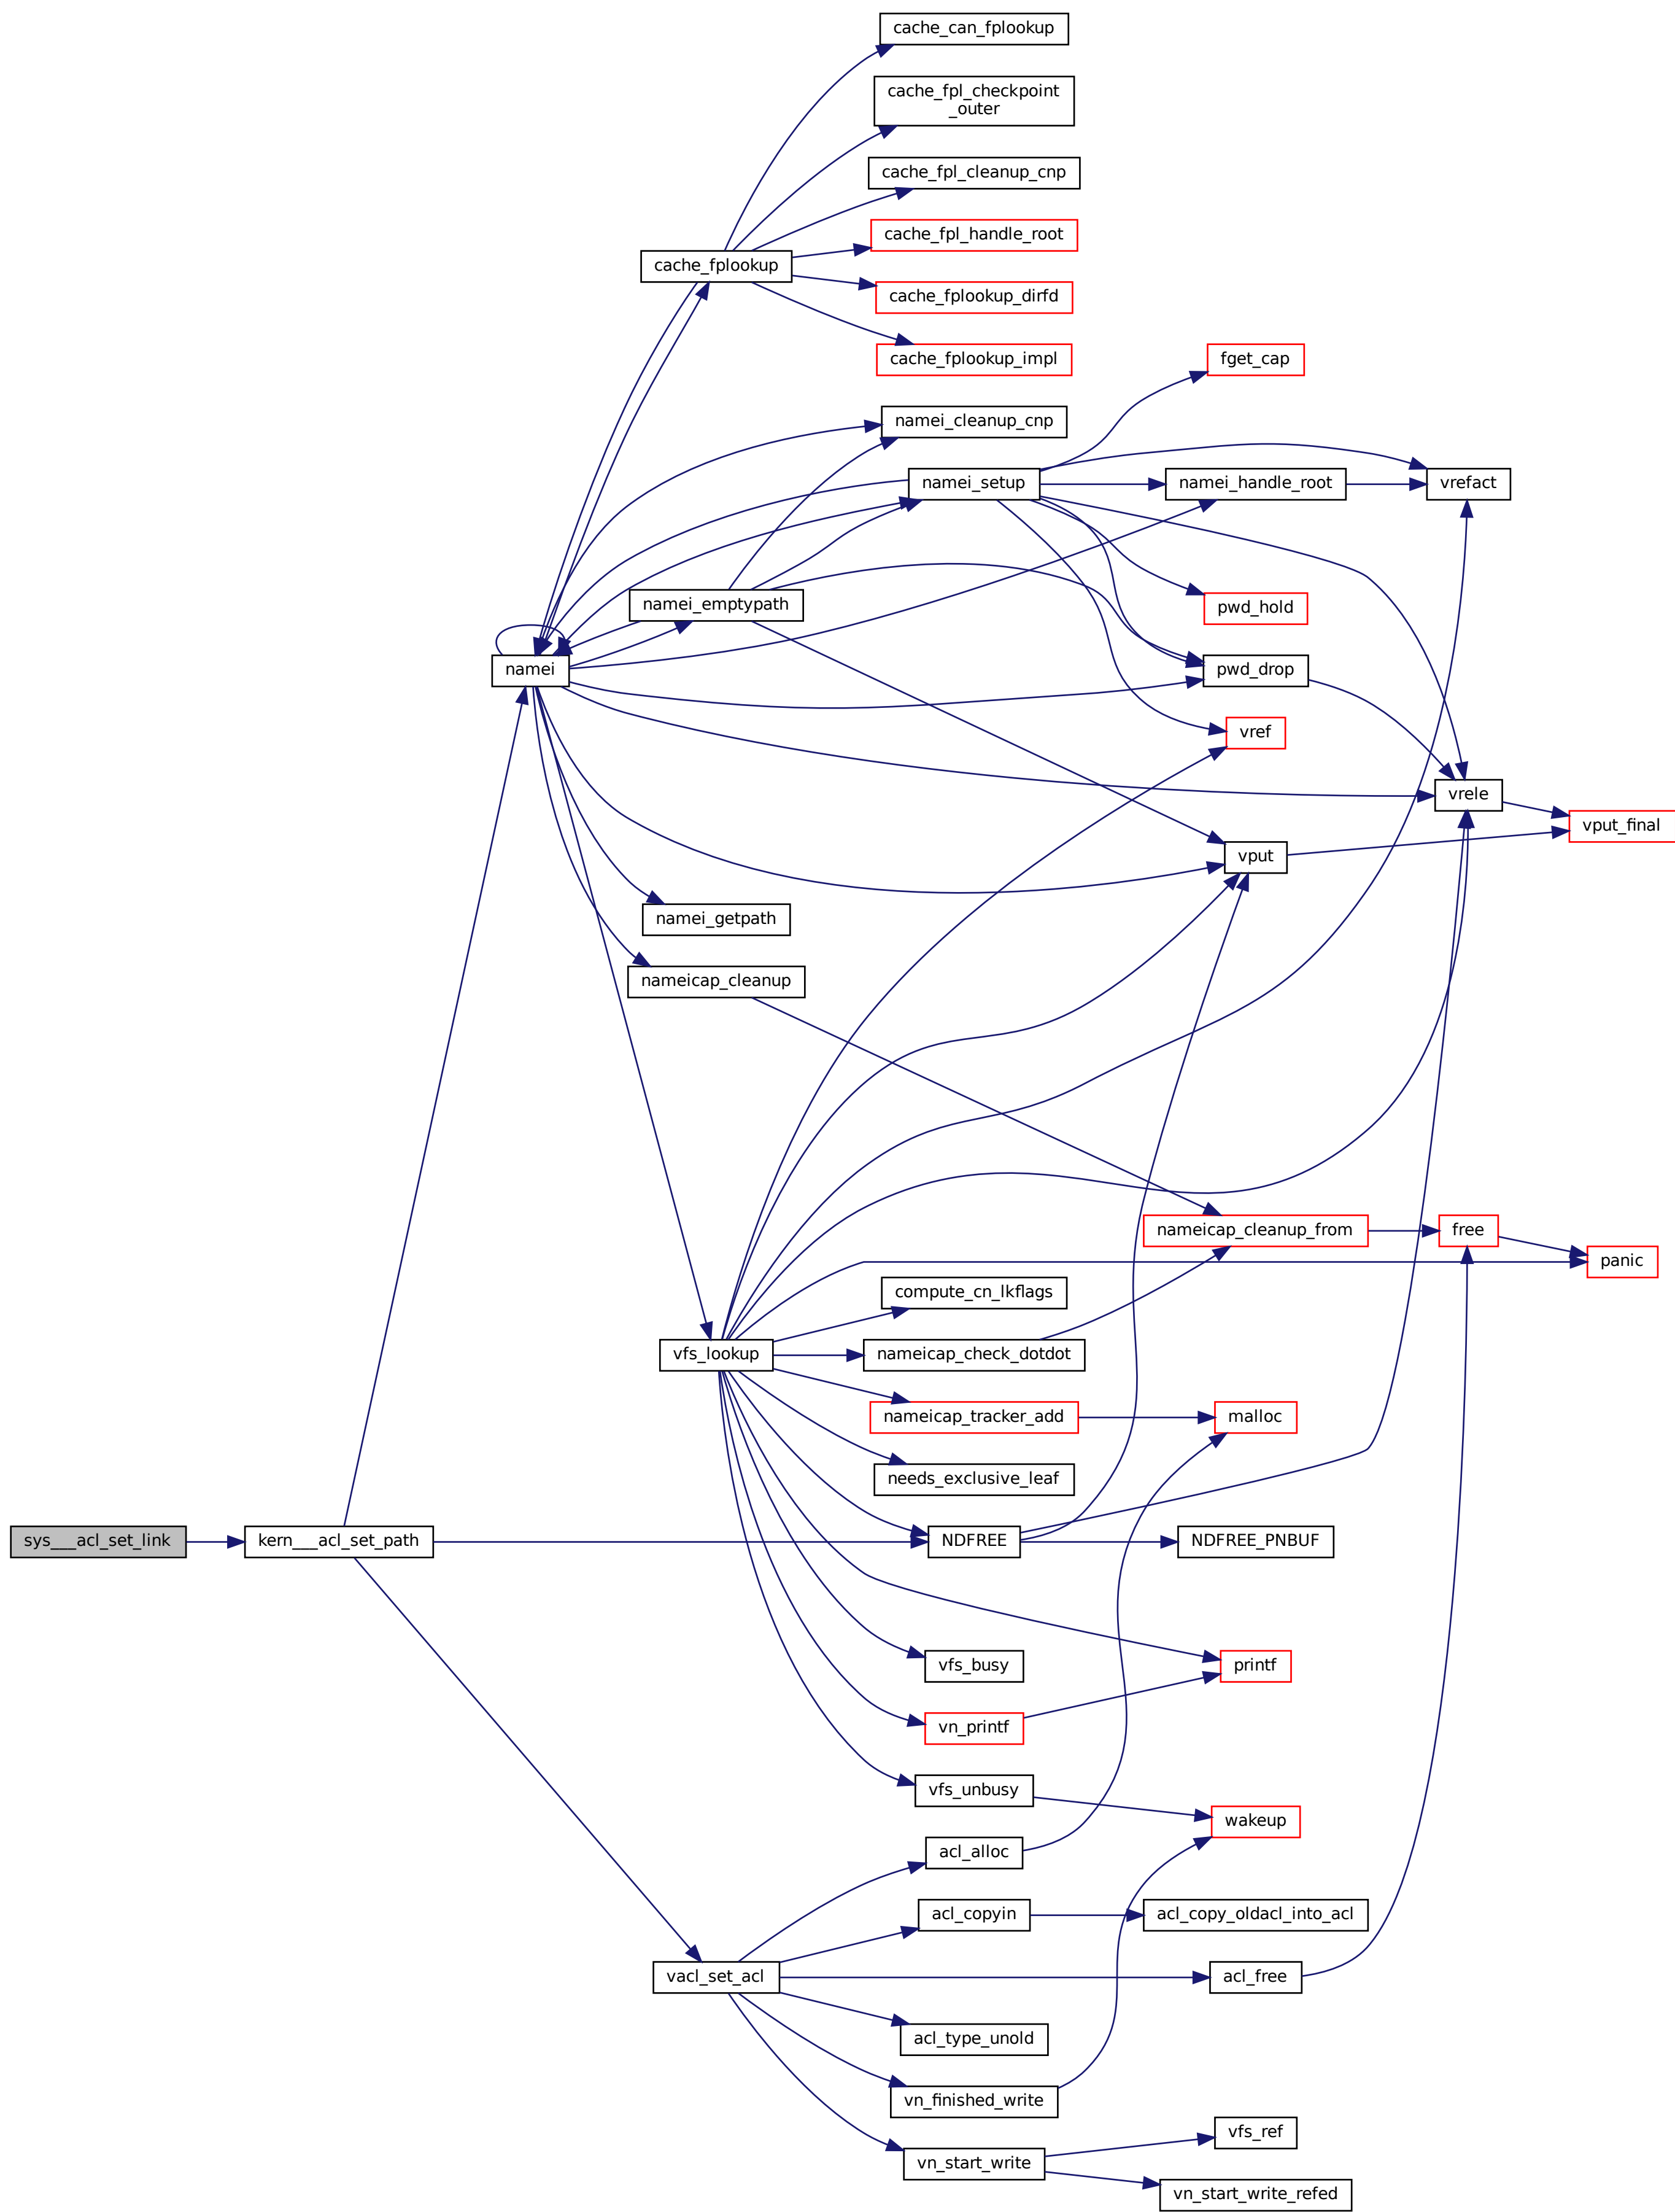 cache_can_fplookup
cache_fpl_checkpoint
_outer
cache_fpl_cleanup_cnp
cache_fpl_handle_root
cache_fplookup
cache_fplookup_dirfd
cache_fplookup_impl
fget_cap
namei_cleanup_cnp
namei_setup
namei_handle_root
vrefact
namei_emptypath
pwd_hold
namei
pwd_drop
vref
vrele
vput_final
vput
namei_getpath
nameicap_cleanup
nameicap_cleanup_from
free
panic
compute_cn_lkflags
vfs_lookup
nameicap_check_dotdot
nameicap_tracker_add
malloc
needs_exclusive_leaf
sys___acl_set_link
kern___acl_set_path
NDFREE
NDFREE_PNBUF
vfs_busy
printf
vn_printf
vfs_unbusy
wakeup
acl_alloc
acl_copyin
acl_copy_oldacl_into_acl
vacl_set_acl
acl_free
acl_type_unold
vn_finished_write
vfs_ref
vn_start_write
vn_start_write_refed